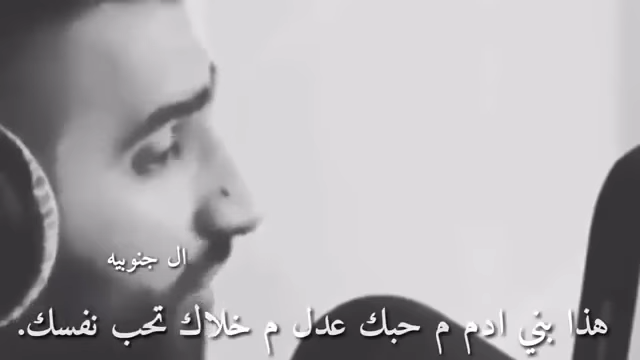 ال جنوبيه
هذا بني ادم م حبك عدل م خلاك تحب نفسك.